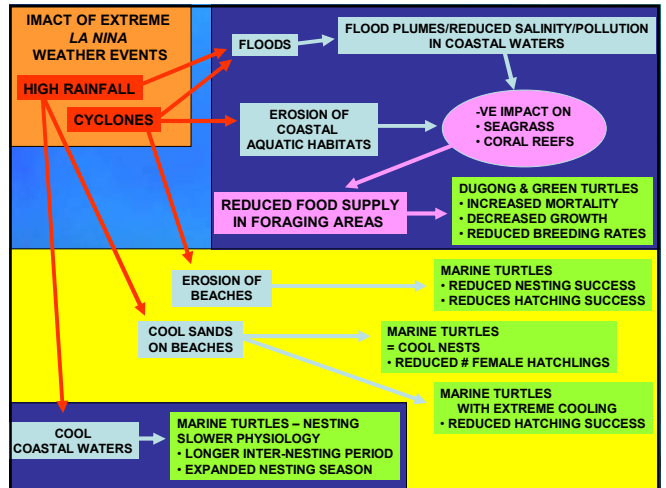 IMACT OF EXTREME
LA NINA
WEATHER EVENTS
HIGH RAINFALL
CYCLONES
FLOODS
FLOOD PLUMES/REDUCED SALINITY/POLLUTION
IN COASTAL WATERS
EROSION OF
COASTAL
AQUATIC HABITATS
-VE IMPACT ON
• SEAGRASS
• CORAL REEFS
REDUCED FOOD SUPPLY
IN FORAGING AREAS
DUGONG & GREEN TURTLES
• INCREASED MORTALITY
• DECREASED GROWTH
• REDUCED BREEDING RATES
EROSION OF
BEACHES
MARINE TURTLES
• REDUCED NESTING SUCCESS
• REDUCES HATCHING SUCCESS
COOL SANDS
ON BEACHES
MARINE TURTLES
= COOL NESTS
• REDUCED # FEMALE HATCHLINGS
MARINE TURTLES
WITH EXTREME COOLING
• REDUCED HATCHING SUCCESS
COOL
COASTAL WATERS
MARINE TURTLES – NESTING
SLOWER PHYSIOLOGY
• LONGER INTER-NESTING PERIOD
• EXPANDED NESTING SEASON